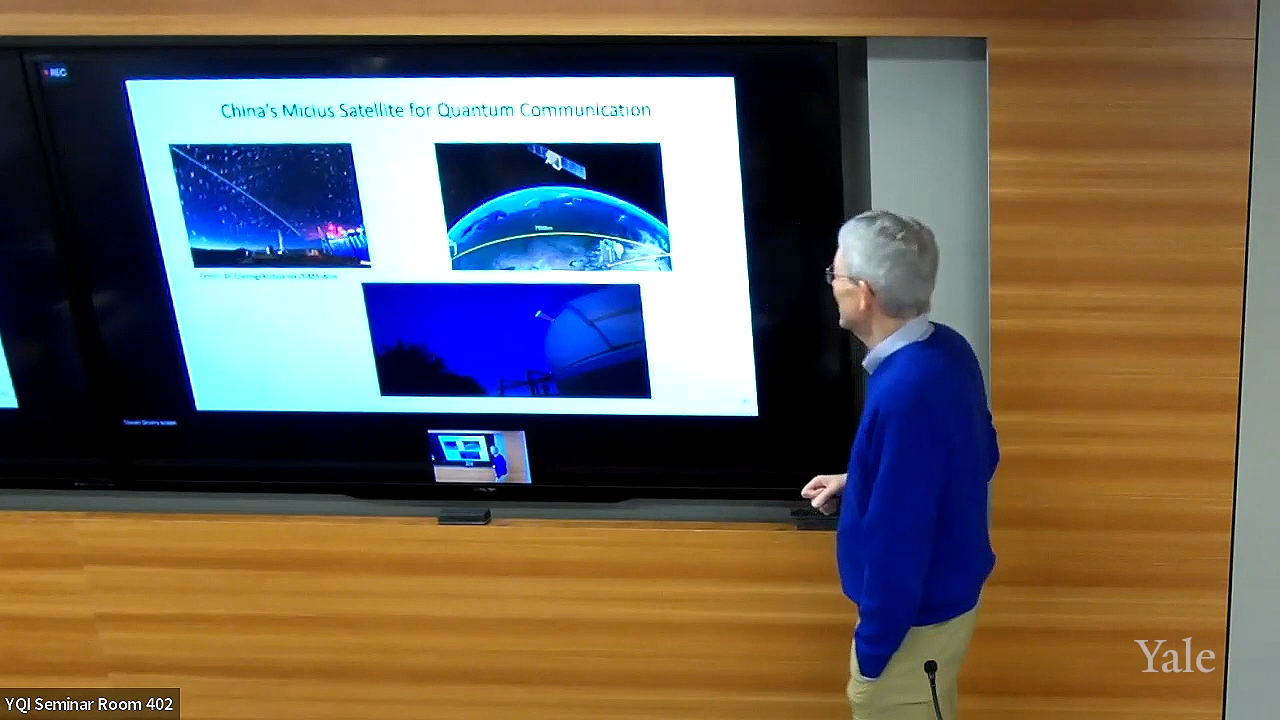 REC
China's Micius Satellite for Quantum Communication
Yale
YQI Seminar Room 402